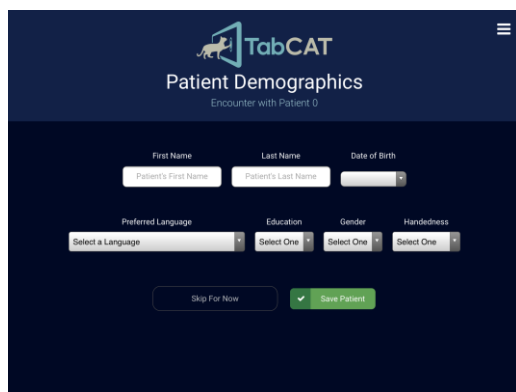 TabCAT
Patient Demographics
Encounter with Patient 0
First Name Last Name Date of Birth
Patient's First Name Patient's Last Name
Preferred Language Education Gender Handedness
Select a Language Select One Select One Select One
Skip For Now Save Patient